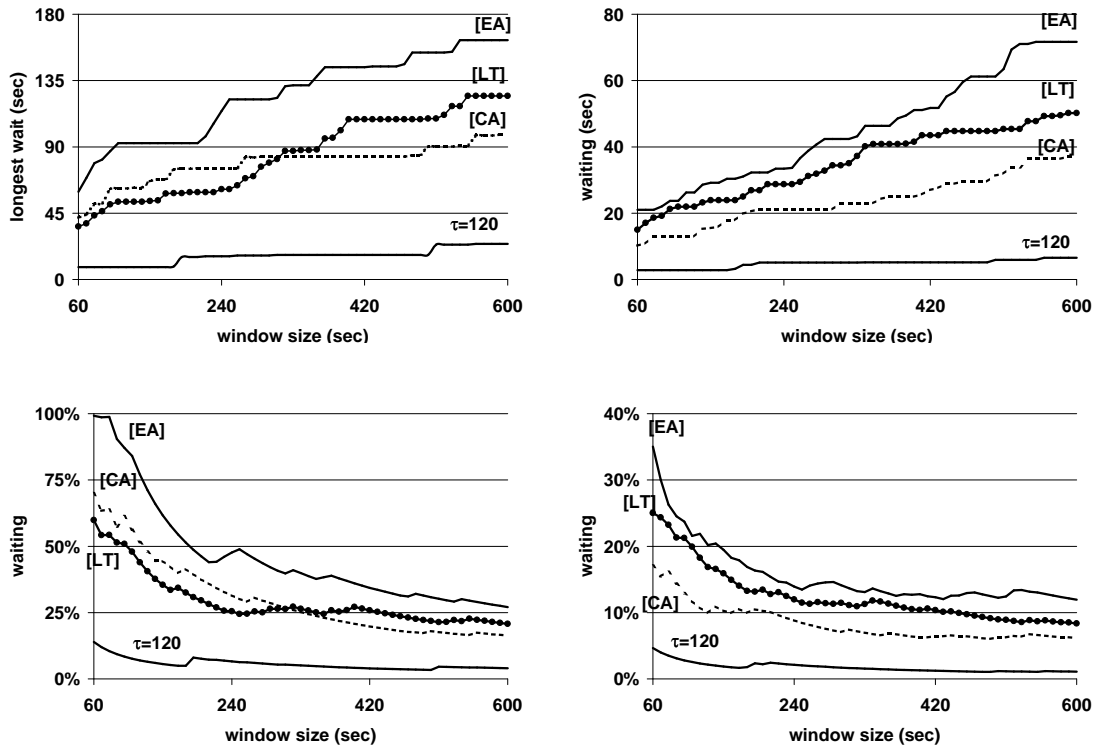 180
135
90
45
0
longest wait (sec)
[EA]
[LT]
[CA]
τ=120
60 240 420 600
window size (sec)
80
60
40
20
0
waiting (sec)
[EA]
[LT]
[CA]
τ=120
60 240 420 600
window size (sec)
100%
75%
50%
25%
0%
waiting
[EA]
[CA]
[LT]
τ=120
60 240 420 600
window size (sec)
40%
30%
20%
10%
0%
waiting
[EA]
[LT]
[CA]
τ=120
60 240 420 600
window size (sec)